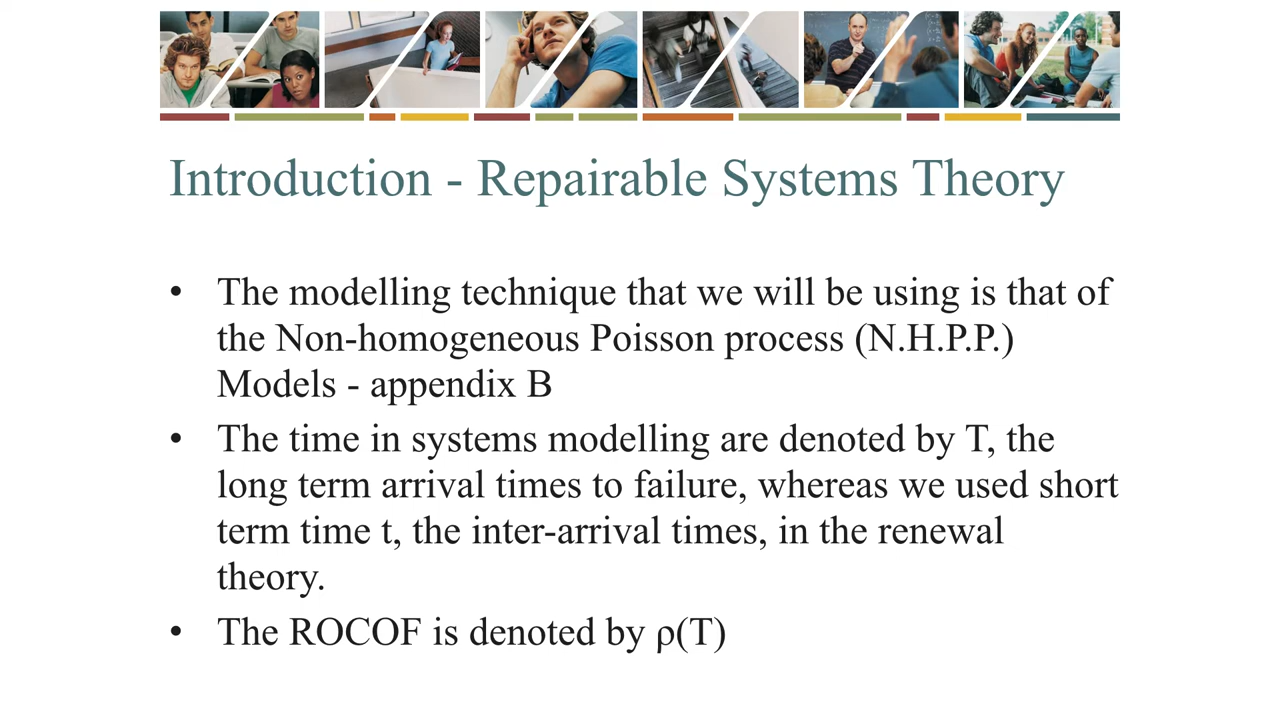 Introduction - Repairable Systems Theory
• The modelling technique that we will be using is that of
the Non-homogeneous Poisson process (N.H.P.P.)
Models - appendix B
• The time in systems modelling are denoted by T, the
long term arrival times to failure, whereas we used short
term time t, the inter-arrival times, in the renewal
theory.
• The ROCOF is denoted by ρ(T)